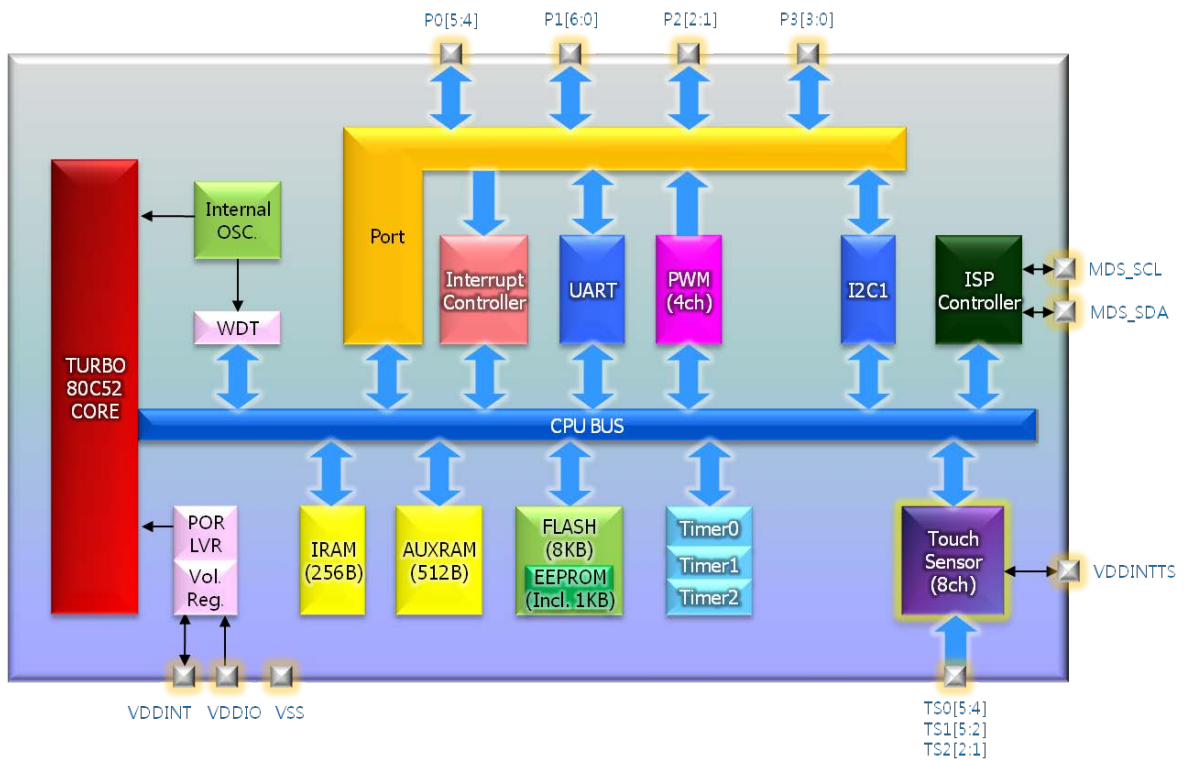 P0[5:4]
P1[6:0]
P2[2:1]
P3[3:0]
Internal
OSC.
WDT
TURBO
80C52
CORE
Port
Interrupt
Controller
UART
PWM
(4ch)
I2C1
ISP
Controller
MDS_SCL
MDS_SDA
CPU BUS
POR
LVR
Vol.
Reg.
IRAM
(256B)
AUXRAM
(512B)
FLASH
(8KB)
EEPROM
(Incl. 1KB)
Timer0
Timer1
Timer2
Touch
Sensor
(8ch)
VDDINTTS
VDDINT
VDDIO
VSS
TS0[5:4]
TS1[5:2]
TS2[2:1]